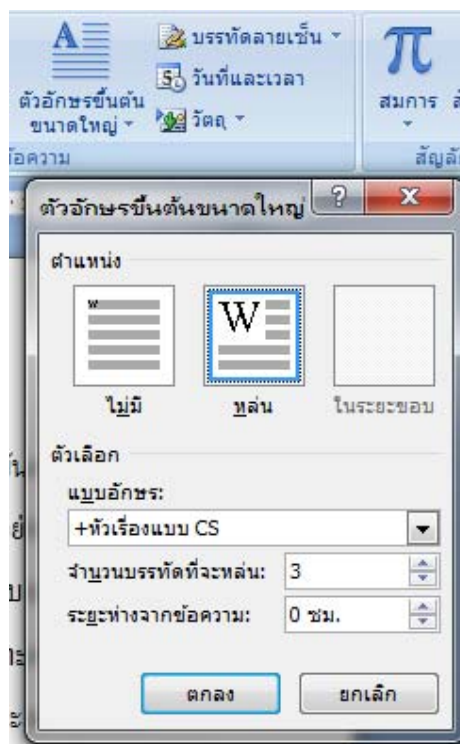 บรรทัดลายเซ็น
วันที่และเวลา
วัตถุ
ตัวอักษรขึ้นต้น
ขนาดใหญ่
สมการ
ตัวอักษรขึ้นต้นขนาดใหญ่
ตำแหน่ง
ไม่มี
หล่น
ในระยะขอบ
ตัวเลือก
แบบอักษร:
+หัวเรื่องแบบ CS
จำนวนบรรทัดที่จะหล่น: 3
ระยะห่างจากข้อความ: 0 ซม.
ตกลง ยกเลิก